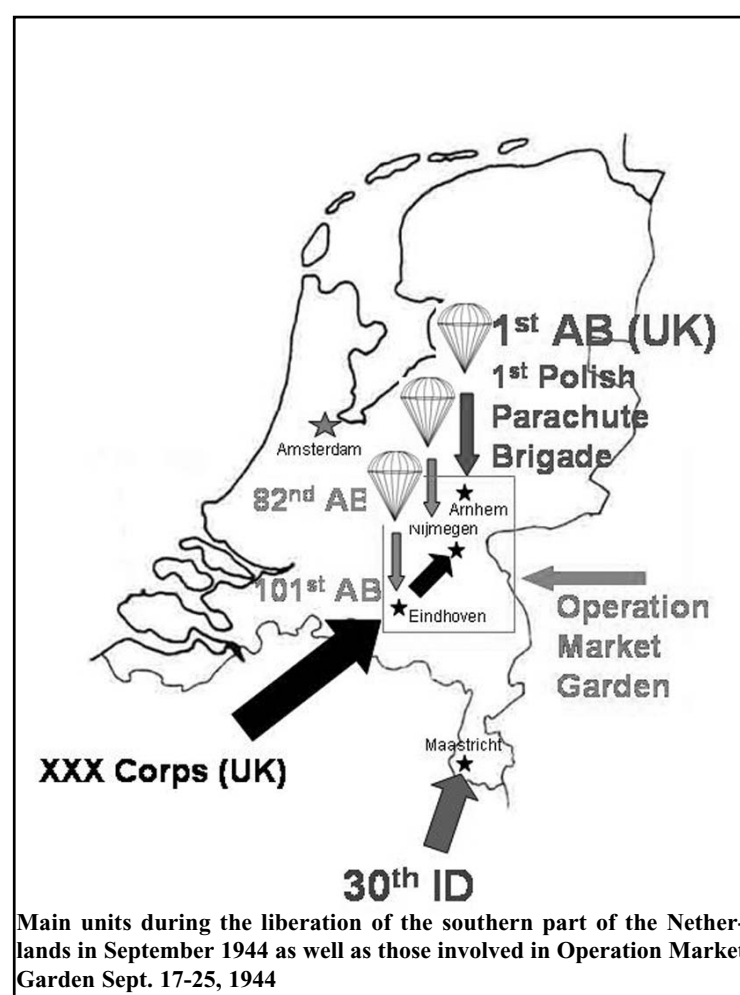 1st AB (UK)
1st Polish
Parachute
Brigade
Amsterdam
82nd AB
Arnhem
Nijmegen
101st AB
Eindhoven
Operation
Market
Garden
Maastricht
XXX Corps (UK)
30th ID
Main units during the liberation of the southern part of the Nether-
lands in September 1944 as well as those involved in Operation Market
Garden Sept. 17-25, 1944